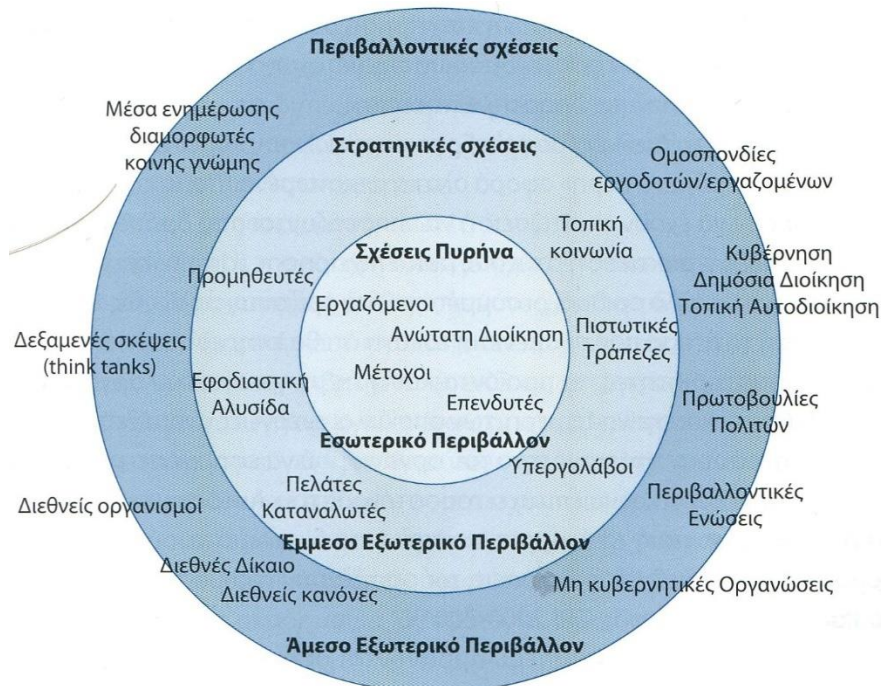 Περιβαλλοντικές σχέσεις
Μέσα ενημέρωσης
διαμορφωτές
κοινής γνώμης
Στρατηγικές σχέσεις
Ομοσπονδίες
εργοδοτών/εργαζομένων
Τοπική
κοινωνία
Σχέσεις Πυρήνα
Κυβέρνηση
Δημόσια Διοίκηση
Τοπική Αυτοδιοίκηση
Προμηθευτές
Εργαζόμενοι
Ανώτατη Διοίκηση
Πιστωτικές
Τράπεζες
Δεξαμενές σκέψεις
(think tanks)
Μέτοχοι
Εφοδιαστική
Αλυσίδα
Επενδυτές
Πρωτοβουλίες
Πολιτών
Εσωτερικό Περιβάλλον
Υπεργολάβοι
Πελάτες
Καταναλωτές
Περιβαλλοντικές
Ενώσεις
Διεθνείς οργανισμοί
Έμμεσο Εξωτερικό Περιβάλλον
Διεθνές Δίκαιο
Διεθνείς κανόνες
Μη κυβερνητικές Οργανώσεις
Άμεσο Εξωτερικό Περιβάλλον